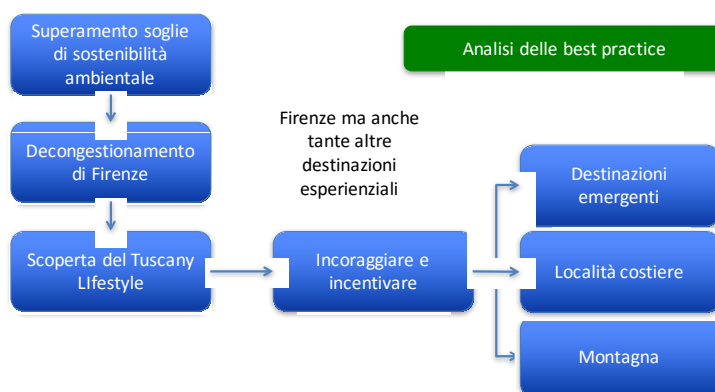 Superamento soglie
di sostenibilità
ambientale
Analisi delle best practice
Decongestionamento
di Firenze
Firenze ma anche
tante altre
destinazioni
esperienziali
Destinazioni
emergenti
Scoperta del Tuscany
LIfestyle
Incoraggiare e
incentivare
Località costiere
Montagna